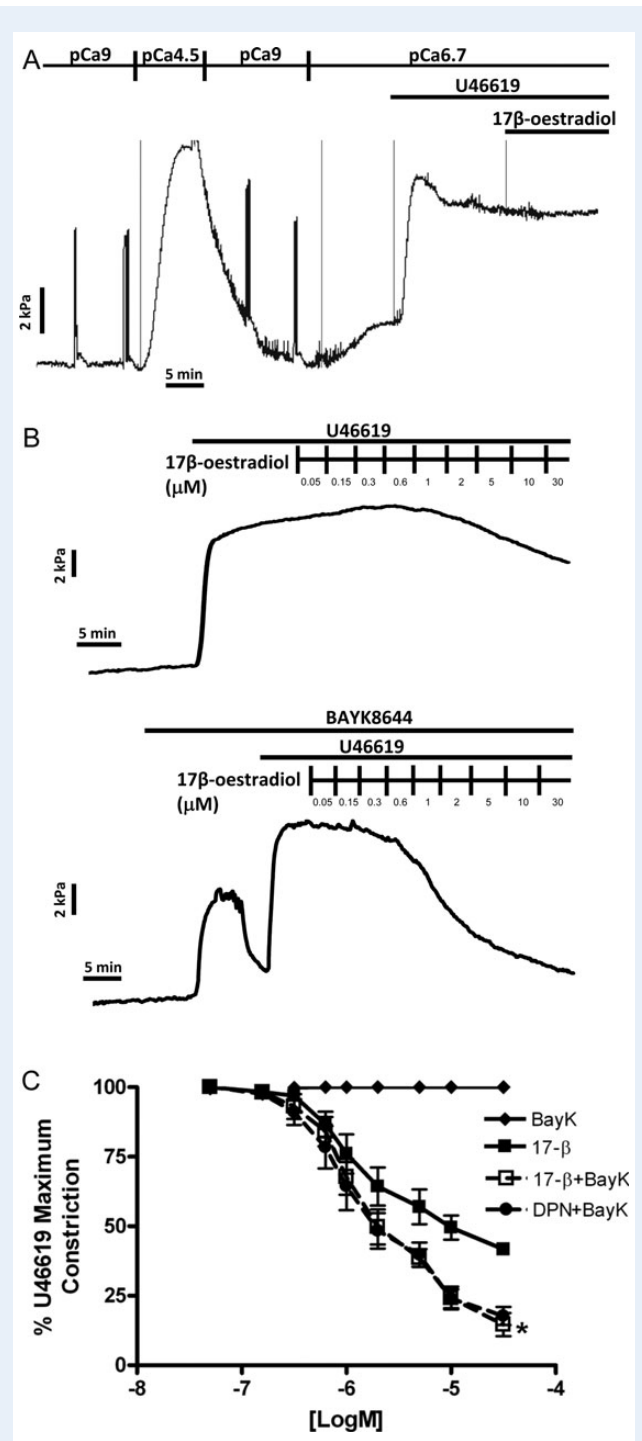 A
pCa9 pCa4.5 pCa9 pCa6.7
U46619
17β-oestradiol
2 kPa
5 min
B
U46619
17β-oestradiol
(μM)
0.05 0.15 0.3 0.6 1 2 5 10 30
2 kPa
5 min
BAYK8644
U46619
17β-oestradiol
(μM)
0.05 0.15 0.3 0.6 1 2 5 10 30
2 kPa
5 min
C
% U46619 Maximum
Constriction
100
75
50
25
0
BayK
17-β
17-β+BayK
DPN+BayK
*
-8 -7 -6 -5 -4
[LogM]